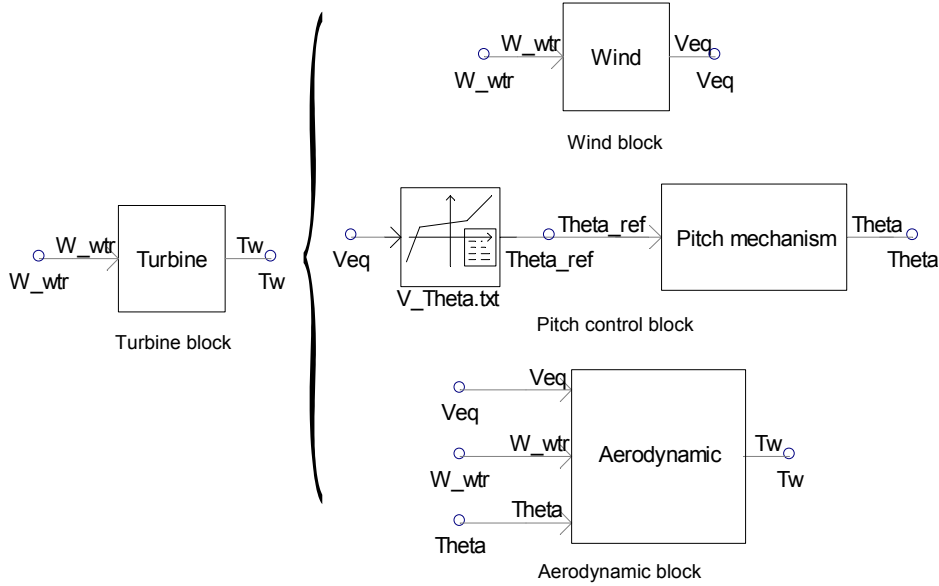 W_wtr
W_wtr
Turbine
Tw
Tw
Turbine block
W_wtr
W_wtr
Wind
Veq
Veq
Wind block
Veq
V_Theta.txt
Theta_ref
Theta_ref
Pitch mechanism
Theta
Theta
Pitch control block
Veq
Veq
W_wtr
W_wtr
Theta
Theta
Aerodynamic
Tw
Tw
Aerodynamic block